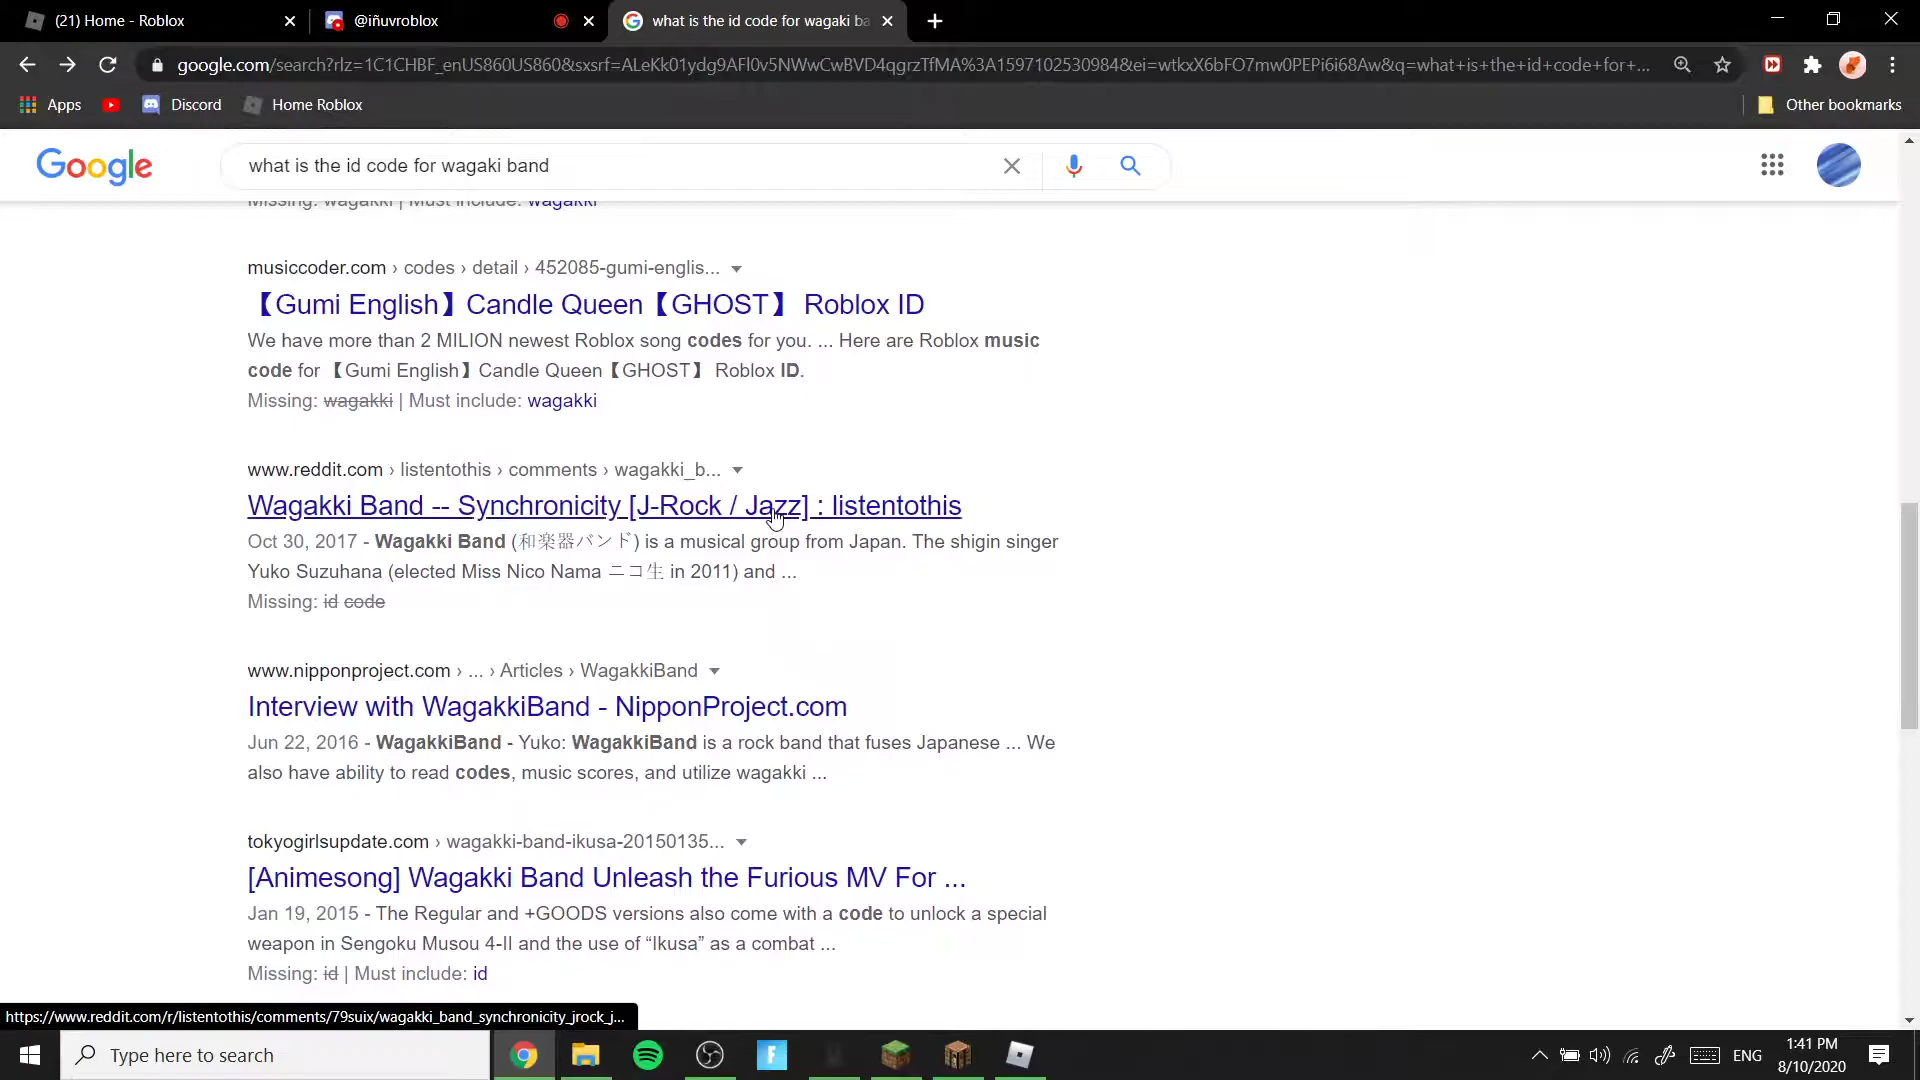 (21) Home - Roblox
@iñuvroblox
what is the id code for wagaki ba
google.com/search?rlz=1C1CHBF_enUS860US860&sxsrf=ALeKk01ydg9AFl0v5NWwCwBVD4qgrzTfMA%3A1597102530984&ei=wtkxX6bFO7mw0PEPi6i68Aw&q=what+is+the+id+code+for+...
Apps
Discord
Home Roblox
Other bookmarks
Google
what is the id code for wagaki band
Missing: wagakki | Must include: wagakki
musiccoder.com › codes › detail › 452085-gumi-englis...
【Gumi English】Candle Queen【GHOST】 Roblox ID
We have more than 2 MILION newest Roblox song codes for you. ... Here are Roblox music
code for 【Gumi English】Candle Queen【GHOST】 Roblox ID.
Missing: wagakki | Must include: wagakki
www.reddit.com › listentothis › comments › wagakki_b...
Wagakki Band -- Synchronicity [J-Rock / Jazz] : listentothis
Oct 30, 2017 - Wagakki Band (和楽器バンド) is a musical group from Japan. The shigin singer
Yuko Suzuhana (elected Miss Nico Nama ニコ生 in 2011) and ...
Missing: id code
www.nipponproject.com › ... › Articles › WagakkiBand
Interview with WagakkiBand - NipponProject.com
Jun 22, 2016 - WagakkiBand - Yuko: WagakkiBand is a rock band that fuses Japanese ... We
also have ability to read codes, music scores, and utilize wagakki ...
tokyogirlsupdate.com › wagakki-band-ikusa-20150135...
[Animesong] Wagakki Band Unleash the Furious MV For ...
Jan 19, 2015 - The Regular and +GOODS versions also come with a code to unlock a special
weapon in Sengoku Musou 4-II and the use of “Ikusa” as a combat ...
Missing: id | Must include: id
https://www.reddit.com/r/listentothis/comments/79suix/wagakki_band_synchronicity_jrock_j...
Type here to search
ENG
1:41 PM
8/10/2020